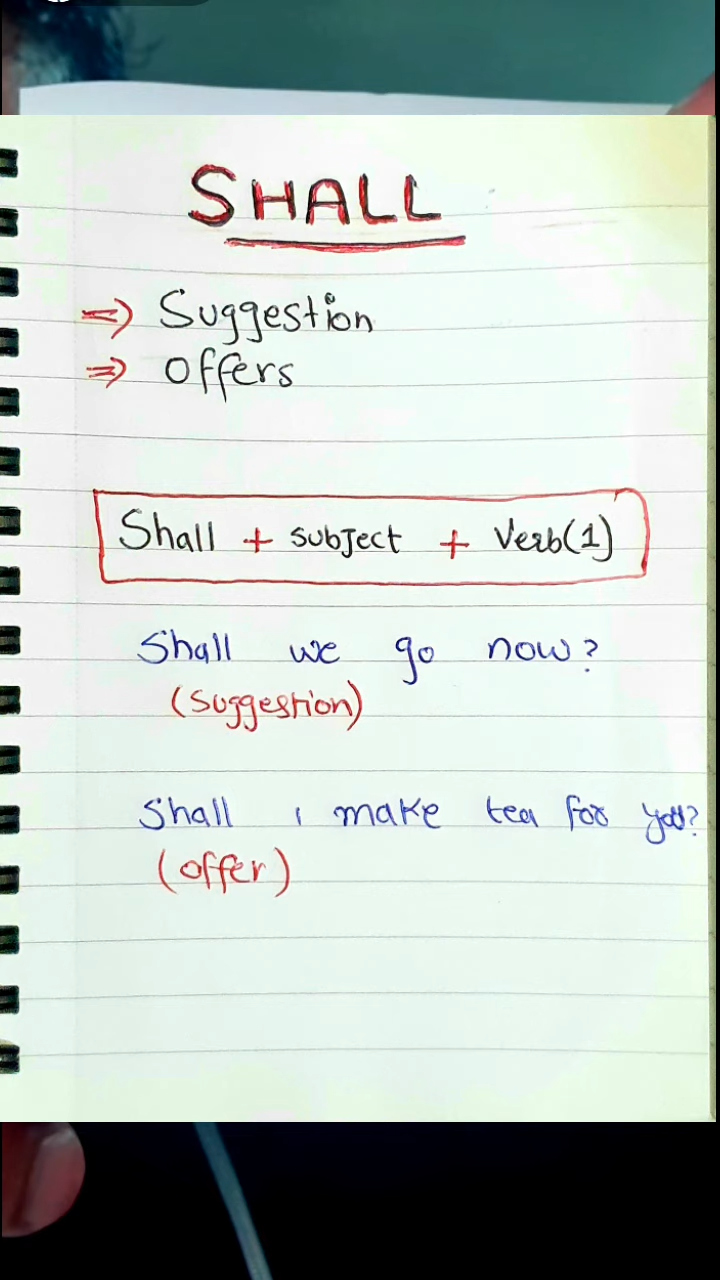 SHALL
⇒ Suggestion
⇒ Offers
Shall + Subject + Verb(1)
Shall we go now?
(Suggestion)
Shall i make tea for you?
(offer)